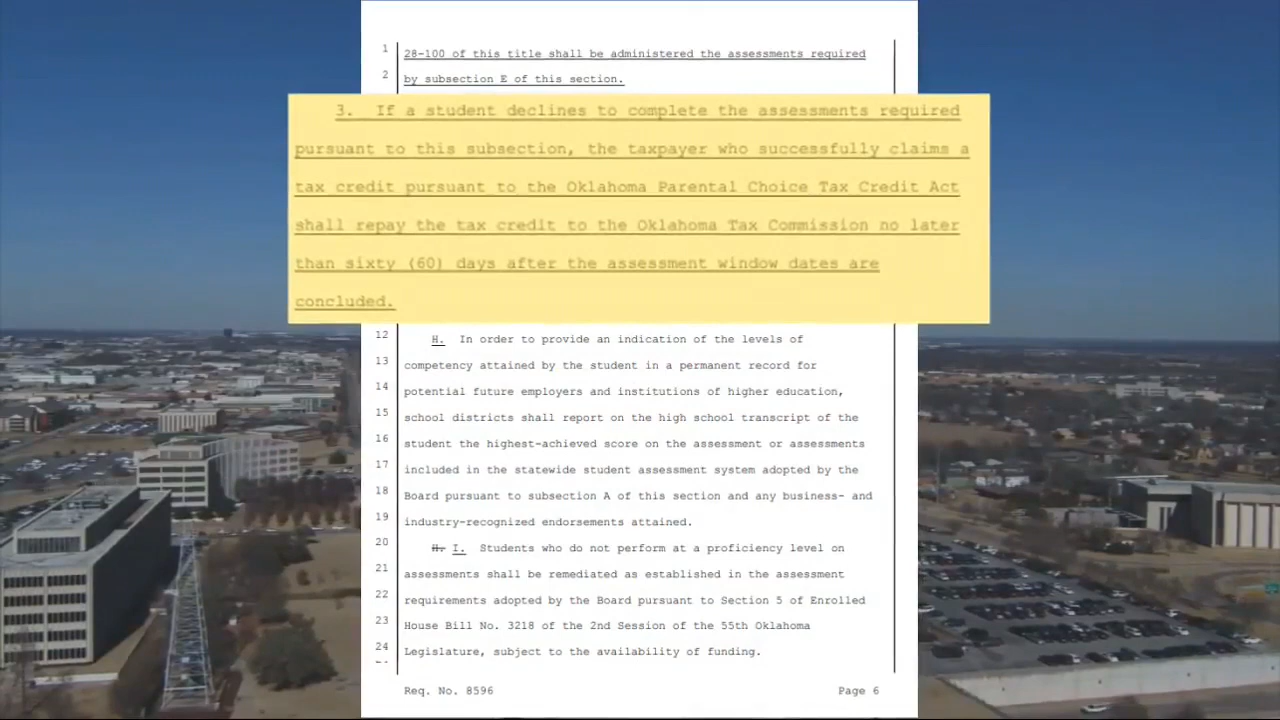 1 28-100 of this title shall be administered the assessments required
2 by subsection E of this section.
3. If a student declines to complete the assessments required
pursuant to this subsection, the taxpayer who successfully claims a
tax credit pursuant to the Oklahoma Parental Choice Tax Credit Act
shall repay the tax credit to the Oklahoma Tax Commission no later
than sixty (60) days after the assessment window dates are
concluded.
12 H. In order to provide an indication of the levels of
13 competency attained by the student in a permanent record for
14 potential future employers and institutions of higher education,
15 school districts shall report on the high school transcript of the
16 student the highest-achieved score on the assessment or assessments
17 included in the statewide student assessment system adopted by the
18 Board pursuant to subsection A of this section and any business- and
19 industry-recognized endorsements attained.
20 H. I. Students who do not perform at a proficiency level on
21 assessments shall be remediated as established in the assessment
22 requirements adopted by the Board pursuant to Section 5 of Enrolled
23 House Bill No. 3218 of the 2nd Session of the 55th Oklahoma
24 Legislature, subject to the availability of funding.
Req. No. 8596 Page 6